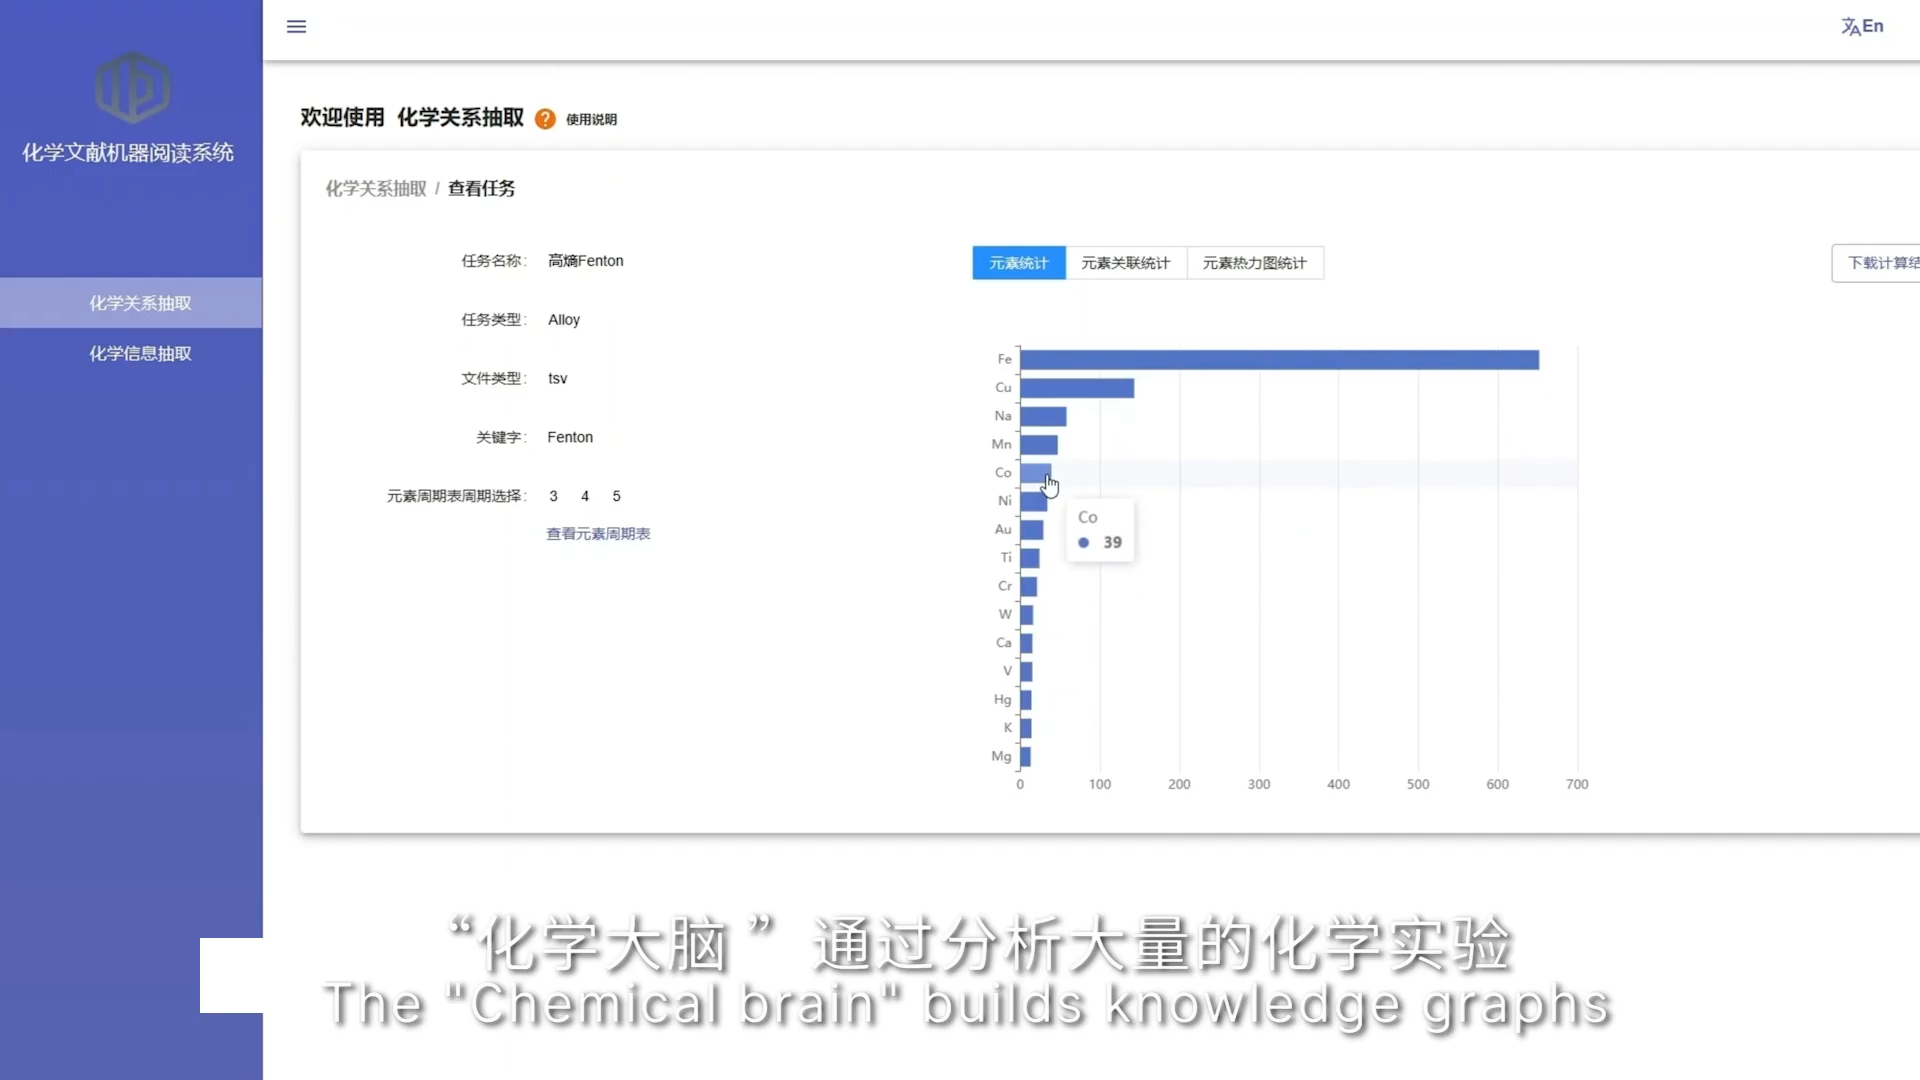 En
化学文献机器阅读系统
化学关系抽取
化学信息抽取
欢迎使用 化学关系抽取 ? 使用说明
化学关系抽取 / 查看任务
任务名称: 高熵Fenton
任务类型: Alloy
文件类型: tsv
关键字: Fenton
元素周期表周期选择: 3 4 5
查看元素周期表
元素统计 元素关联统计 元素热力图统计
下载计算结
Fe
Cu
Na
Mn
Co
Ni
Au
Ti
Cr
W
Ca
V
Hg
K
Mg
0 100 200 300 400 500 600 700
Co
39
“化学大脑”通过分析大量的化学实验
The "Chemical brain" builds knowledge graphs